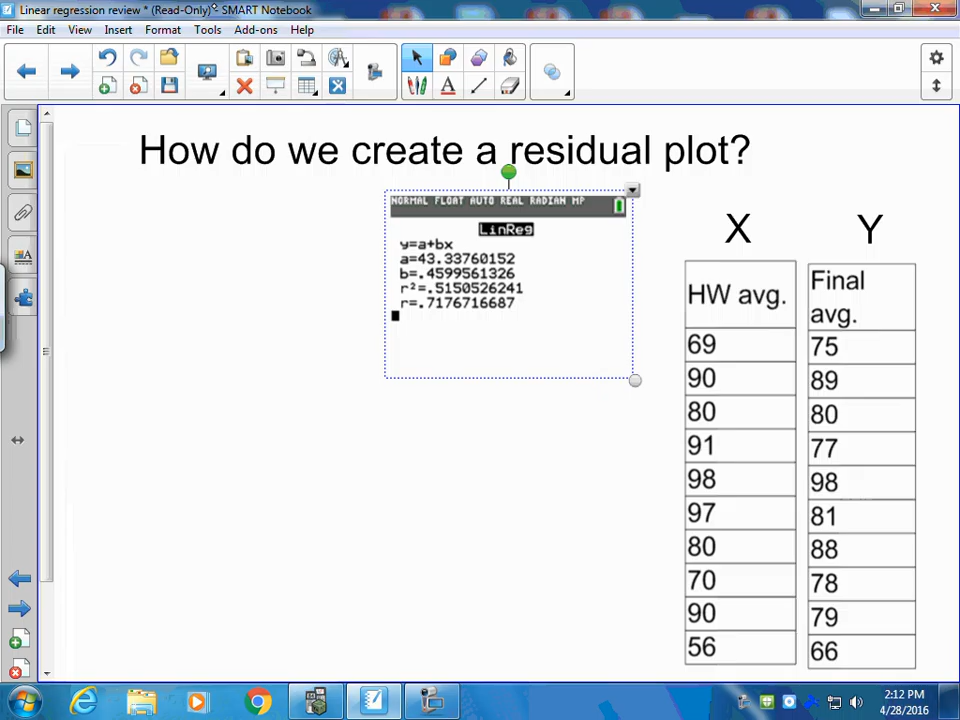 Linear regression review * (Read-Only) - SMART Notebook
File Edit View Insert Format Tools Add-ons Help
How do we create a residual plot?
NORMAL FLOAT AUTO REAL RADIAN MP
LinReg
y=a+bx
a=43.33760152
b=.4599561326
r²=.5150526241
r=.7176716687
X Y
HW avg. Final avg.
69 75
90 89
80 80
91 77
98 98
97 81
80 88
70 78
90 79
56 66
2:12 PM
4/28/2016